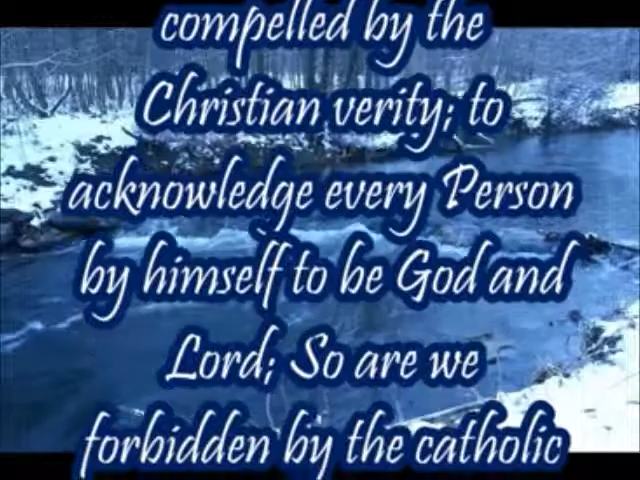 compelled by the
Christian verity; to
acknowledge every Person
by himself to be God and
Lord; So are we
forbidden by the catholic